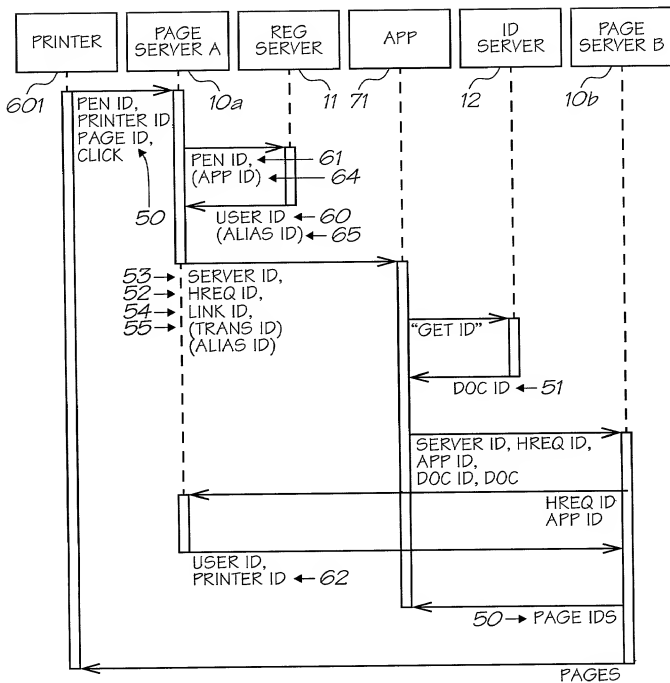 PRINTER
PAGE
SERVER A
REG
SERVER
APP
ID
SERVER
PAGE
SERVER B
601
10a
11
71
12
10b
PEN ID,
PRINTER ID,
PAGE ID,
CLICK
50
PEN ID,
61
(APP ID)
64
USER ID
60
(ALIAS ID)
65
53
SERVER ID,
52
HREQ ID,
54
LINK ID,
55
(TRANS ID)
(ALIAS ID)
"GET ID"
DOC ID
51
SERVER ID, HREQ ID,
APP ID,
DOC ID, DOC
HREQ ID
APP ID
USER ID,
PRINTER ID
62
50
PAGE IDS
PAGES